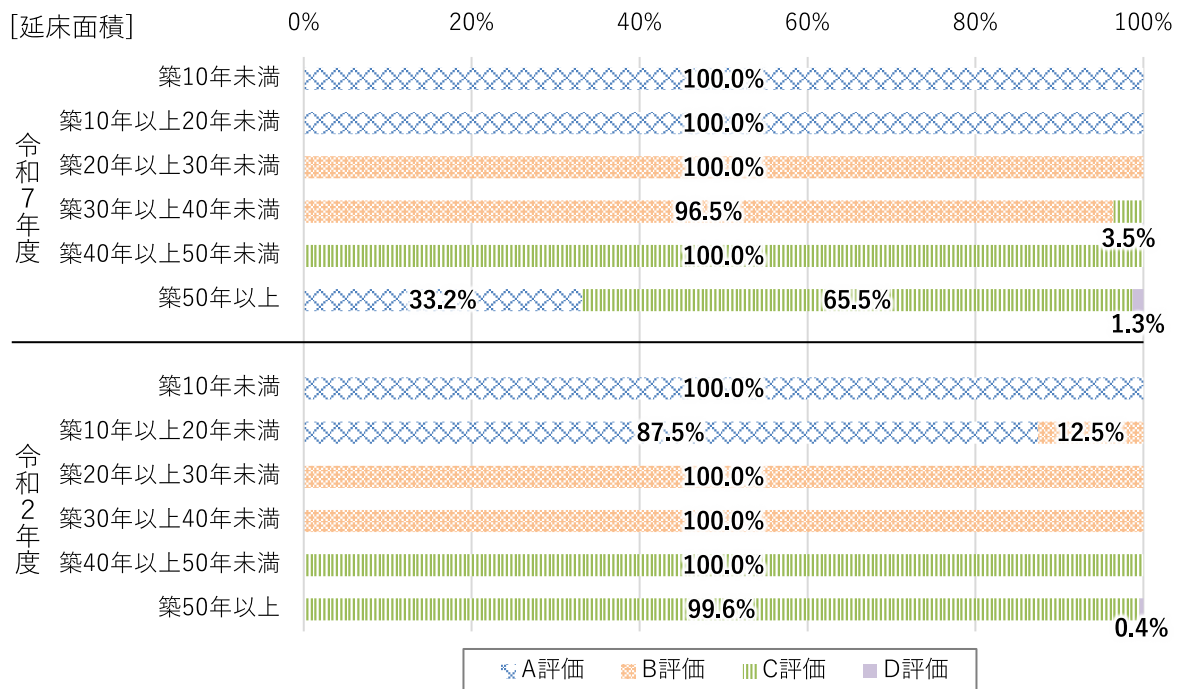 [延床面積] 0% 20% 40% 60% 80% 100%
令和7年度
築10年未満 100.0%
築10年以上20年未満 100.0%
築20年以上30年未満 100.0%
築30年以上40年未満 96.5% 3.5%
築40年以上50年未満 100.0%
築50年以上 33.2% 65.5% 1.3%
令和2年度
築10年未満 100.0%
築10年以上20年未満 87.5% 12.5%
築20年以上30年未満 100.0%
築30年以上40年未満 100.0%
築40年以上50年未満 100.0%
築50年以上 99.6% 0.4%
A評価 B評価 C評価 D評価